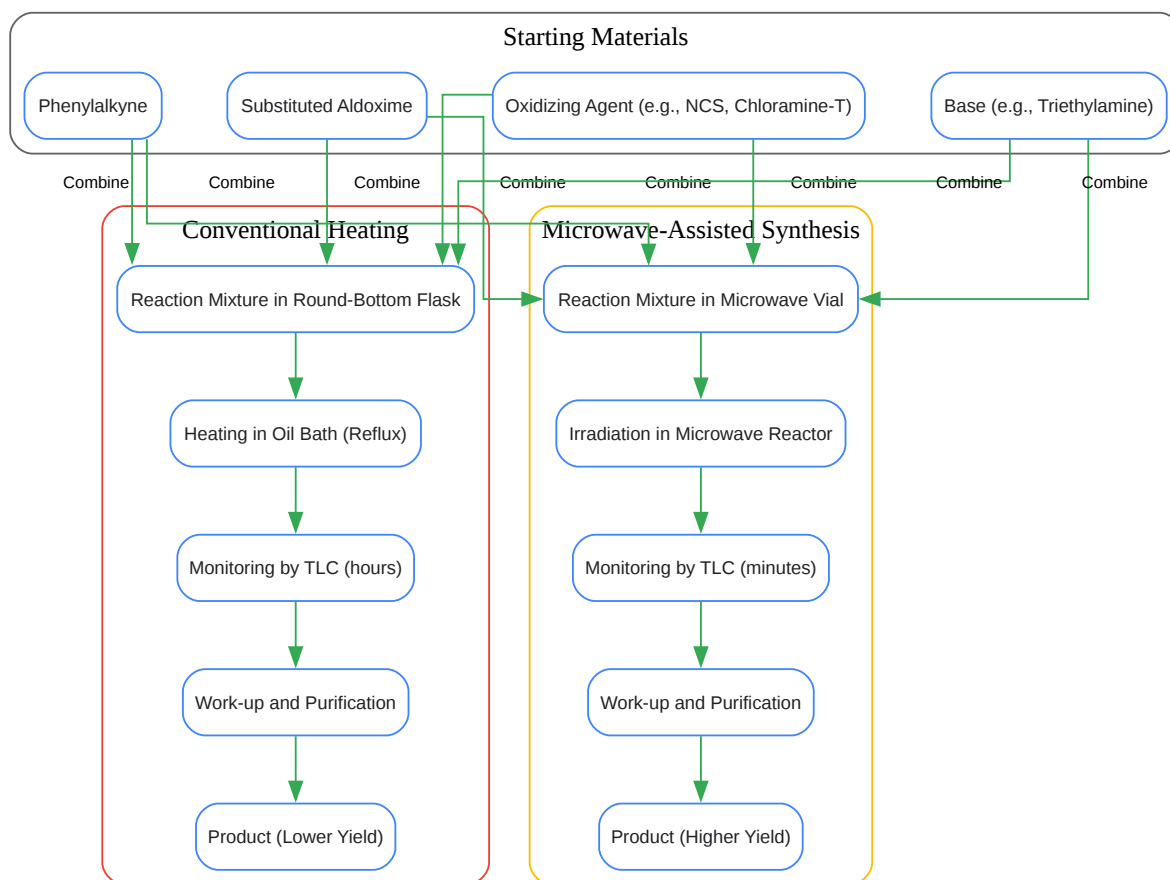 Starting Materials
Phenylalkyne
Substituted Aldoxime
Oxidizing Agent (e.g., NCS, Chloramine-T)
Base (e.g., Triethylamine)
Combine
Combine
Combine
Combine
Combine
Combine
Combine
Combine
Conventional Heating
Microwave-Assisted Synthesis
Reaction Mixture in Round-Bottom Flask
Reaction Mixture in Microwave Vial
Heating in Oil Bath (Reflux)
Irradiation in Microwave Reactor
Monitoring by TLC (hours)
Monitoring by TLC (minutes)
Work-up and Purification
Work-up and Purification
Product (Lower Yield)
Product (Higher Yield)